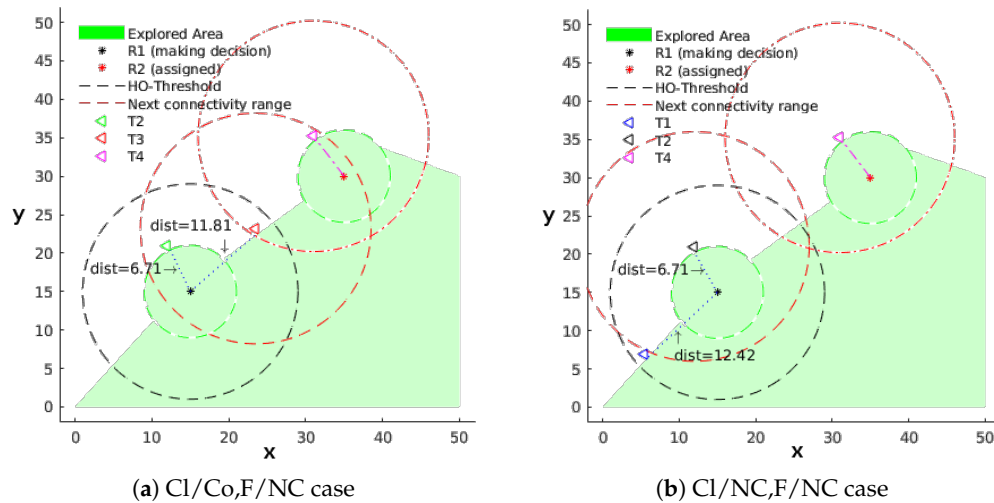 50
45
40
35
30
25
20
15
10
5
0
y
Explored Area
R1 (making decision)
R2 (assigned)
HO-Threshold
Next connectivity range
T2
T3
T4
dist=11.81
↑
dist=6.71→
0 10 20 30 40 50
x
(a) Cl/Co,F/NC case
50
45
40
35
30
25
20
15
10
5
0
y
Explored Area
R1 (making decision)
R2 (assigned)
HO-Threshold
Next connectivity range
T1
T2
T4
dist=6.71→
↑
dist=12.42
0 10 20 30 40 50
x
(b) Cl/NC,F/NC case